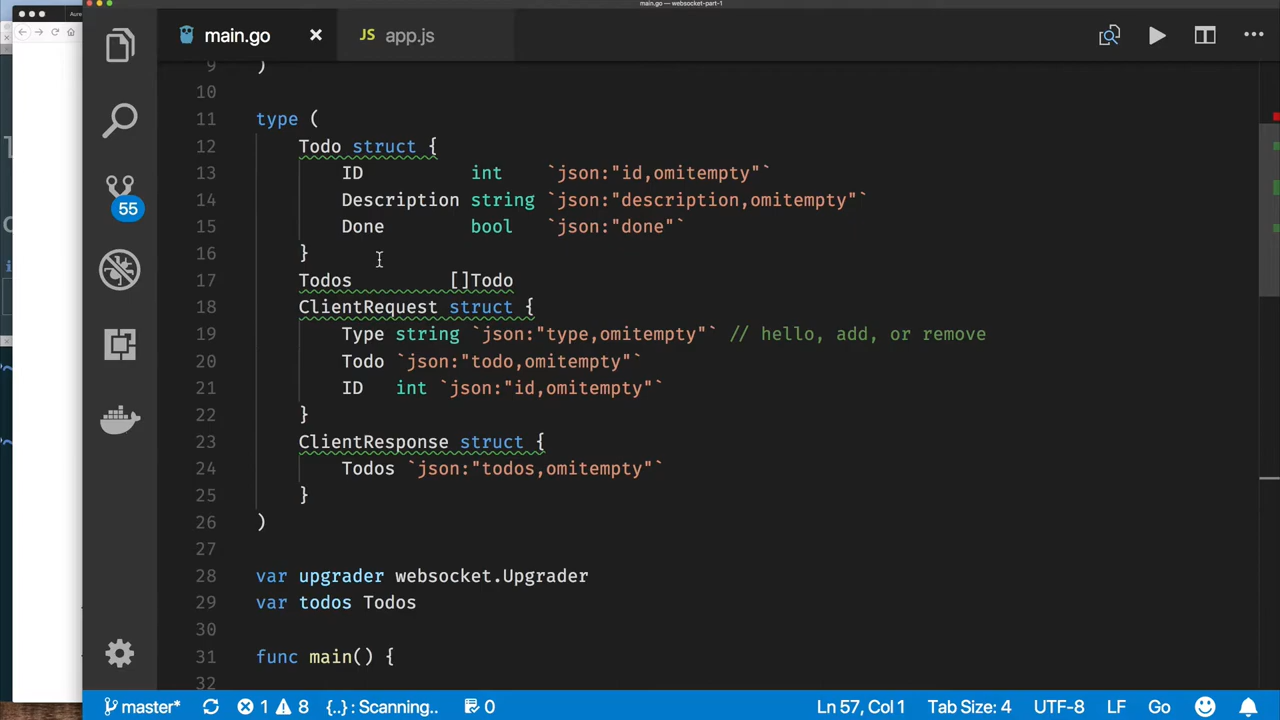 main.go — websocket-part-1
main.go
JS app.js
9 )
10
11 type (
12 Todo struct {
13 ID int `json:"id,omitempty"`
14 Description string `json:"description,omitempty"`
15 Done bool `json:"done"`
16 }
17 Todos []Todo
18 ClientRequest struct {
19 Type string `json:"type,omitempty"` // hello, add, or remove
20 Todo `json:"todo,omitempty"`
21 ID int `json:"id,omitempty"`
22 }
23 ClientResponse struct {
24 Todos `json:"todos,omitempty"`
25 }
26 )
27
28 var upgrader websocket.Upgrader
29 var todos Todos
30
31 func main() {
32
55
master* 1 8 {..} : Scanning.. 0 Ln 57, Col 1 Tab Size: 4 UTF-8 LF Go